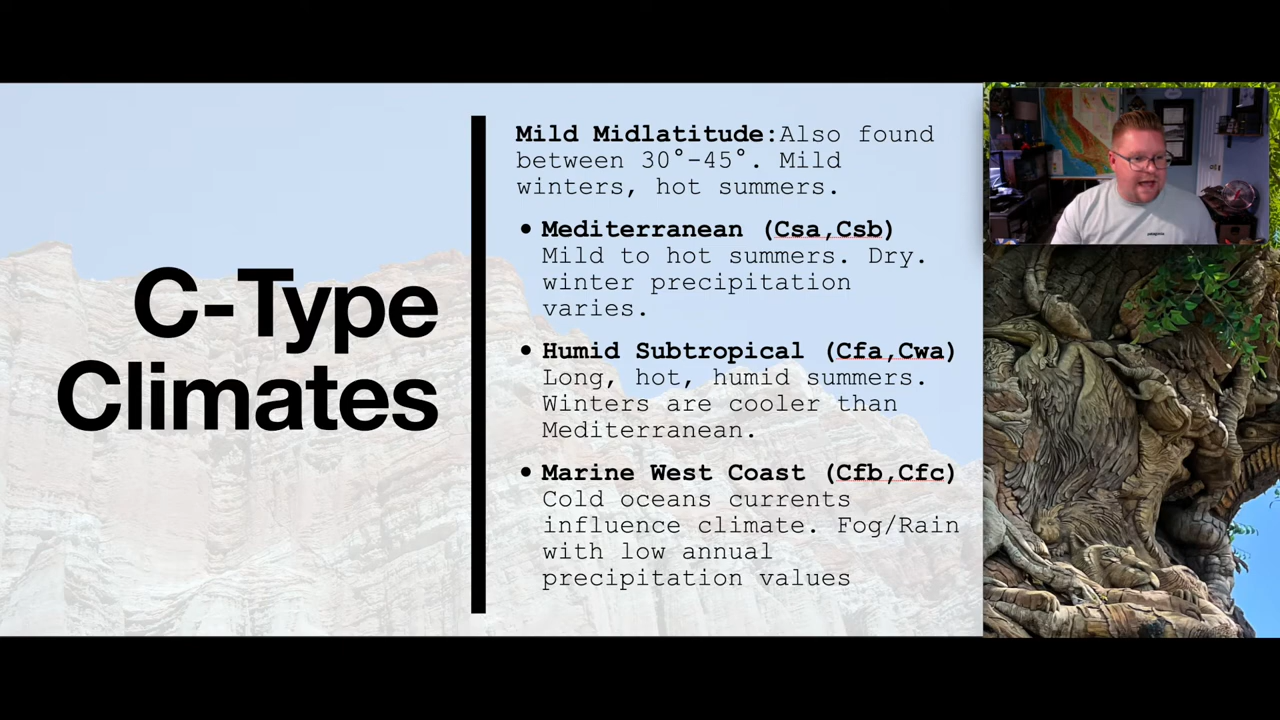 C-Type
Climates
Mild Midlatitude:Also found
between 30°-45°. Mild
winters, hot summers.
• Mediterranean (Csa,Csb)
Mild to hot summers. Dry.
winter precipitation
varies.
• Humid Subtropical (Cfa,Cwa)
Long, hot, humid summers.
Winters are cooler than
Mediterranean.
• Marine West Coast (Cfb,Cfc)
Cold oceans currents
influence climate. Fog/Rain
with low annual
precipitation values